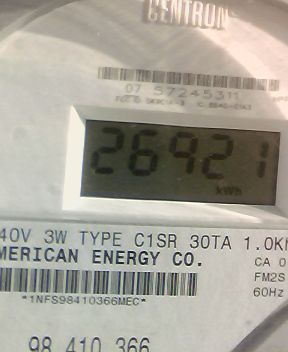 CENTRON
07 57245311
26921
kWh
40V 3W TYPE C1SR 30TA 1.0K
MERICAN ENERGY CO.
CA 0
FM2S
60Hz
*1NFS98410366MEC*
98 410 366